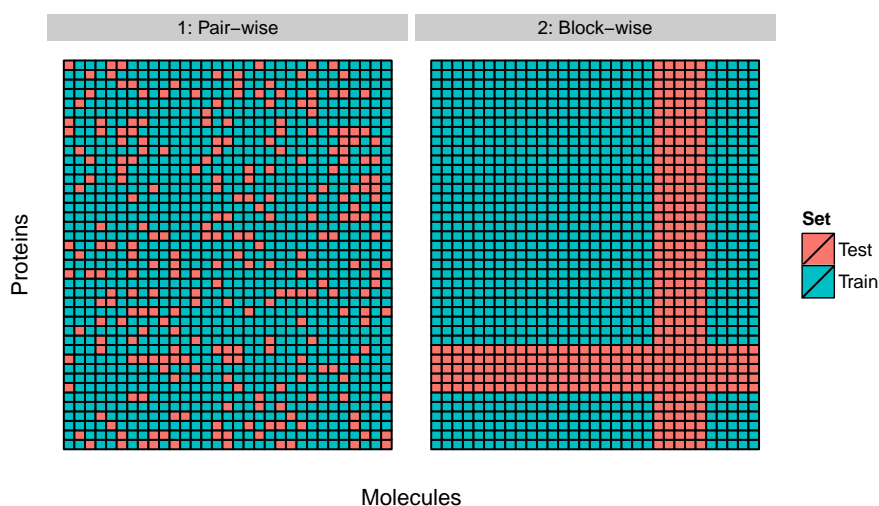 1: Pair−wise
2: Block−wise
Proteins
Molecules
Set
Test
Train